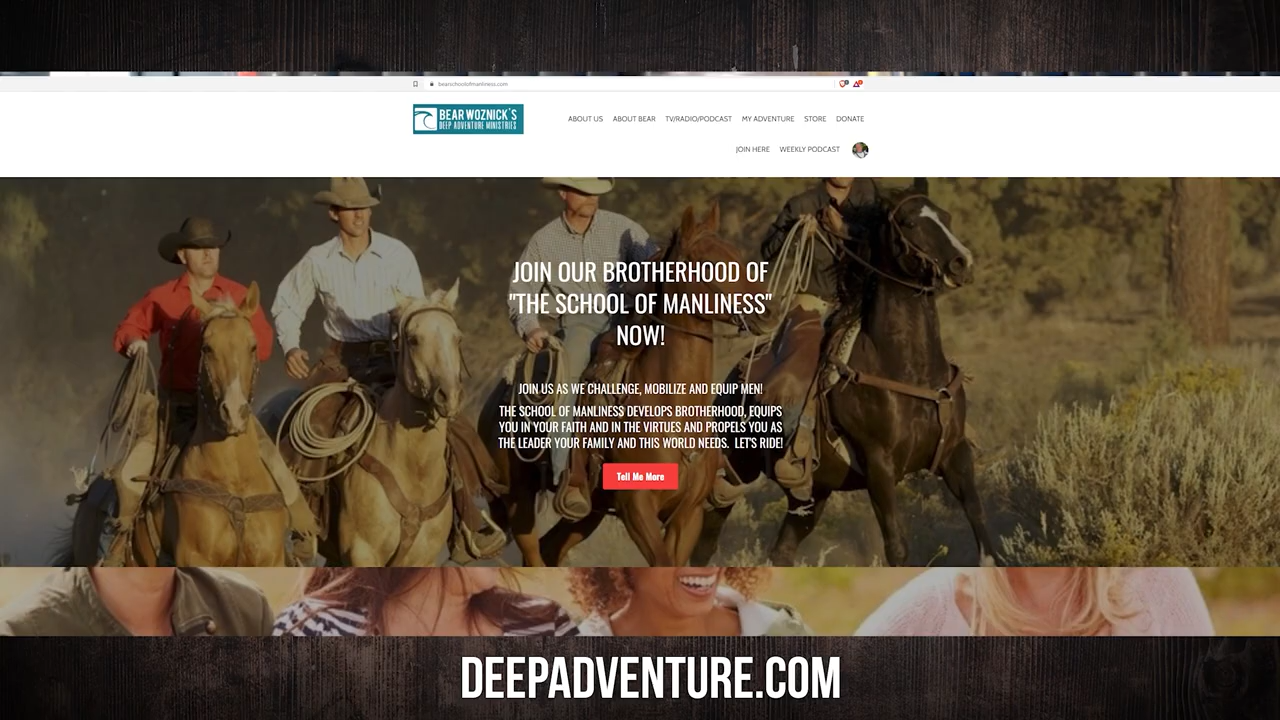 bearschoolofmanliness.com
BEAR WOZNICK'S
DEEP ADVENTURE MINISTRIES
ABOUT US ABOUT BEAR TV/RADIO/PODCAST MY ADVENTURE STORE DONATE
JOIN HERE WEEKLY PODCAST
JOIN OUR BROTHERHOOD OF
"THE SCHOOL OF MANLINESS"
NOW!
JOIN US AS WE CHALLENGE, MOBILIZE AND EQUIP MEN!
THE SCHOOL OF MANLINESS DEVELOPS BROTHERHOOD, EQUIPS
YOU IN YOUR FAITH AND IN THE VIRTUES AND PROPELS YOU AS
THE LEADER YOUR FAMILY AND THIS WORLD NEEDS. LET'S RIDE!
Tell Me More
DEEPADVENTURE.COM